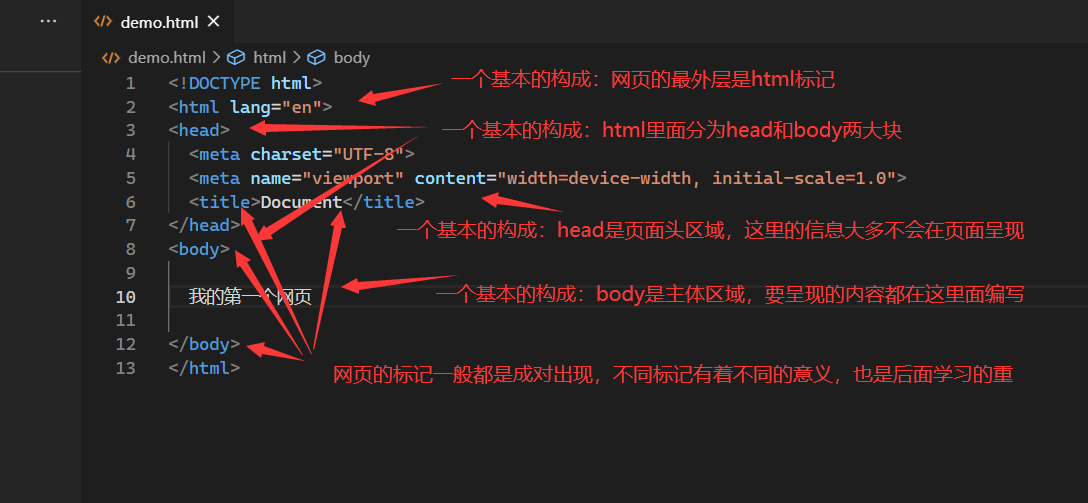 demo.html
demo.html > html > body
1 <!DOCTYPE html>
一个基本的构成：网页的最外层是html标记
2 <html lang="en">
3 <head>
一个基本的构成：html里面分为head和body两大块
4 <meta charset="UTF-8">
5 <meta name="viewport" content="width=device-width, initial-scale=1.0">
6 <title>Document</title>
7 </head>
一个基本的构成：head是页面头区域，这里的信息大多不会在页面呈现
8 <body>
9
10 我的第一个网页
一个基本的构成：body是主体区域，要呈现的内容都在这里面编写
11
12 </body>
13 </html>
网页的标记一般都是成对出现，不同标记有着不同的意义，也是后面学习的重